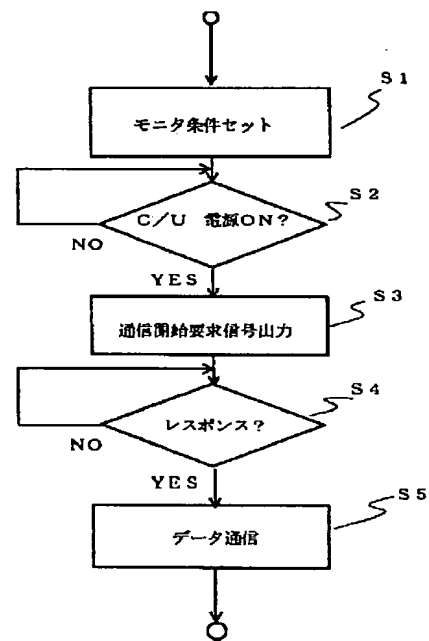 S1
モニタ条件セット
S2
C/U 電源ON?
NO
YES
S3
通信開始要求信号出力
S4
レスポンス?
NO
YES
S5
データ通信